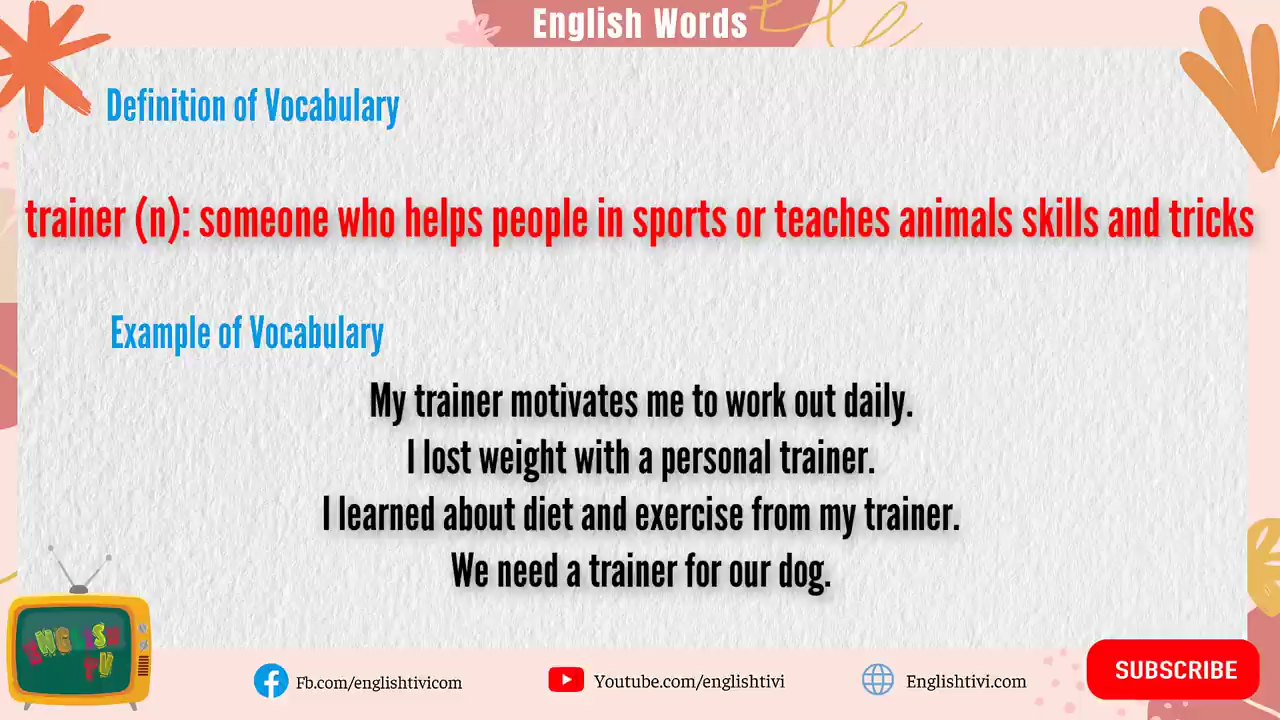 English Words
Definition of Vocabulary
trainer (n): someone who helps people in sports or teaches animals skills and tricks
Example of Vocabulary
My trainer motivates me to work out daily.
I lost weight with a personal trainer.
I learned about diet and exercise from my trainer.
We need a trainer for our dog.
ENGLISH
TV
Fb.com/englishtivicom
Youtube.com/englishtivi
Englishtivi.com
SUBSCRIBE